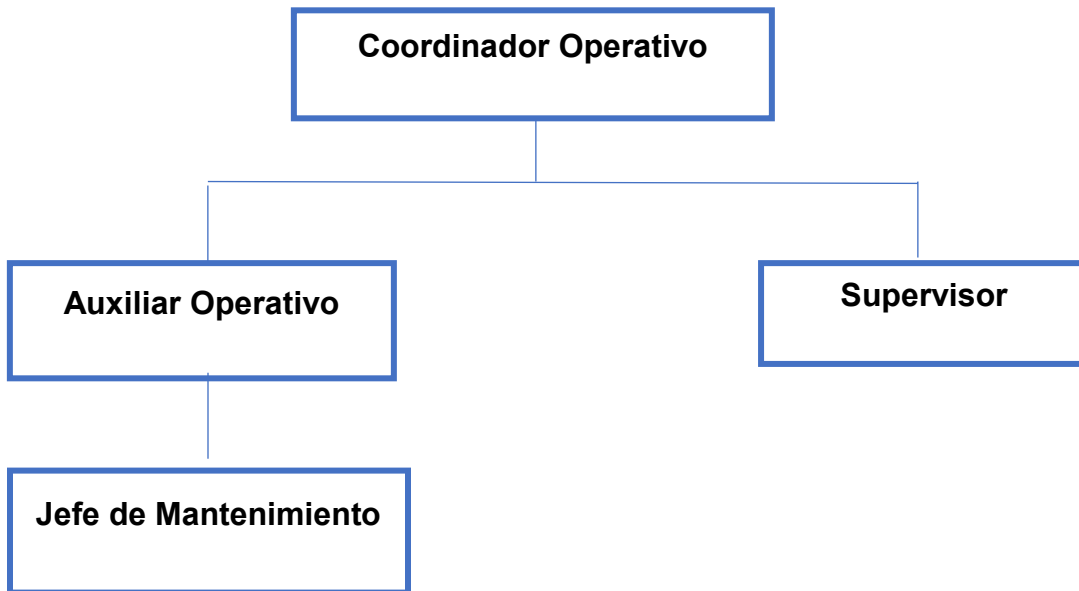 Coordinador Operativo
Auxiliar Operativo
Supervisor
Jefe de Mantenimiento